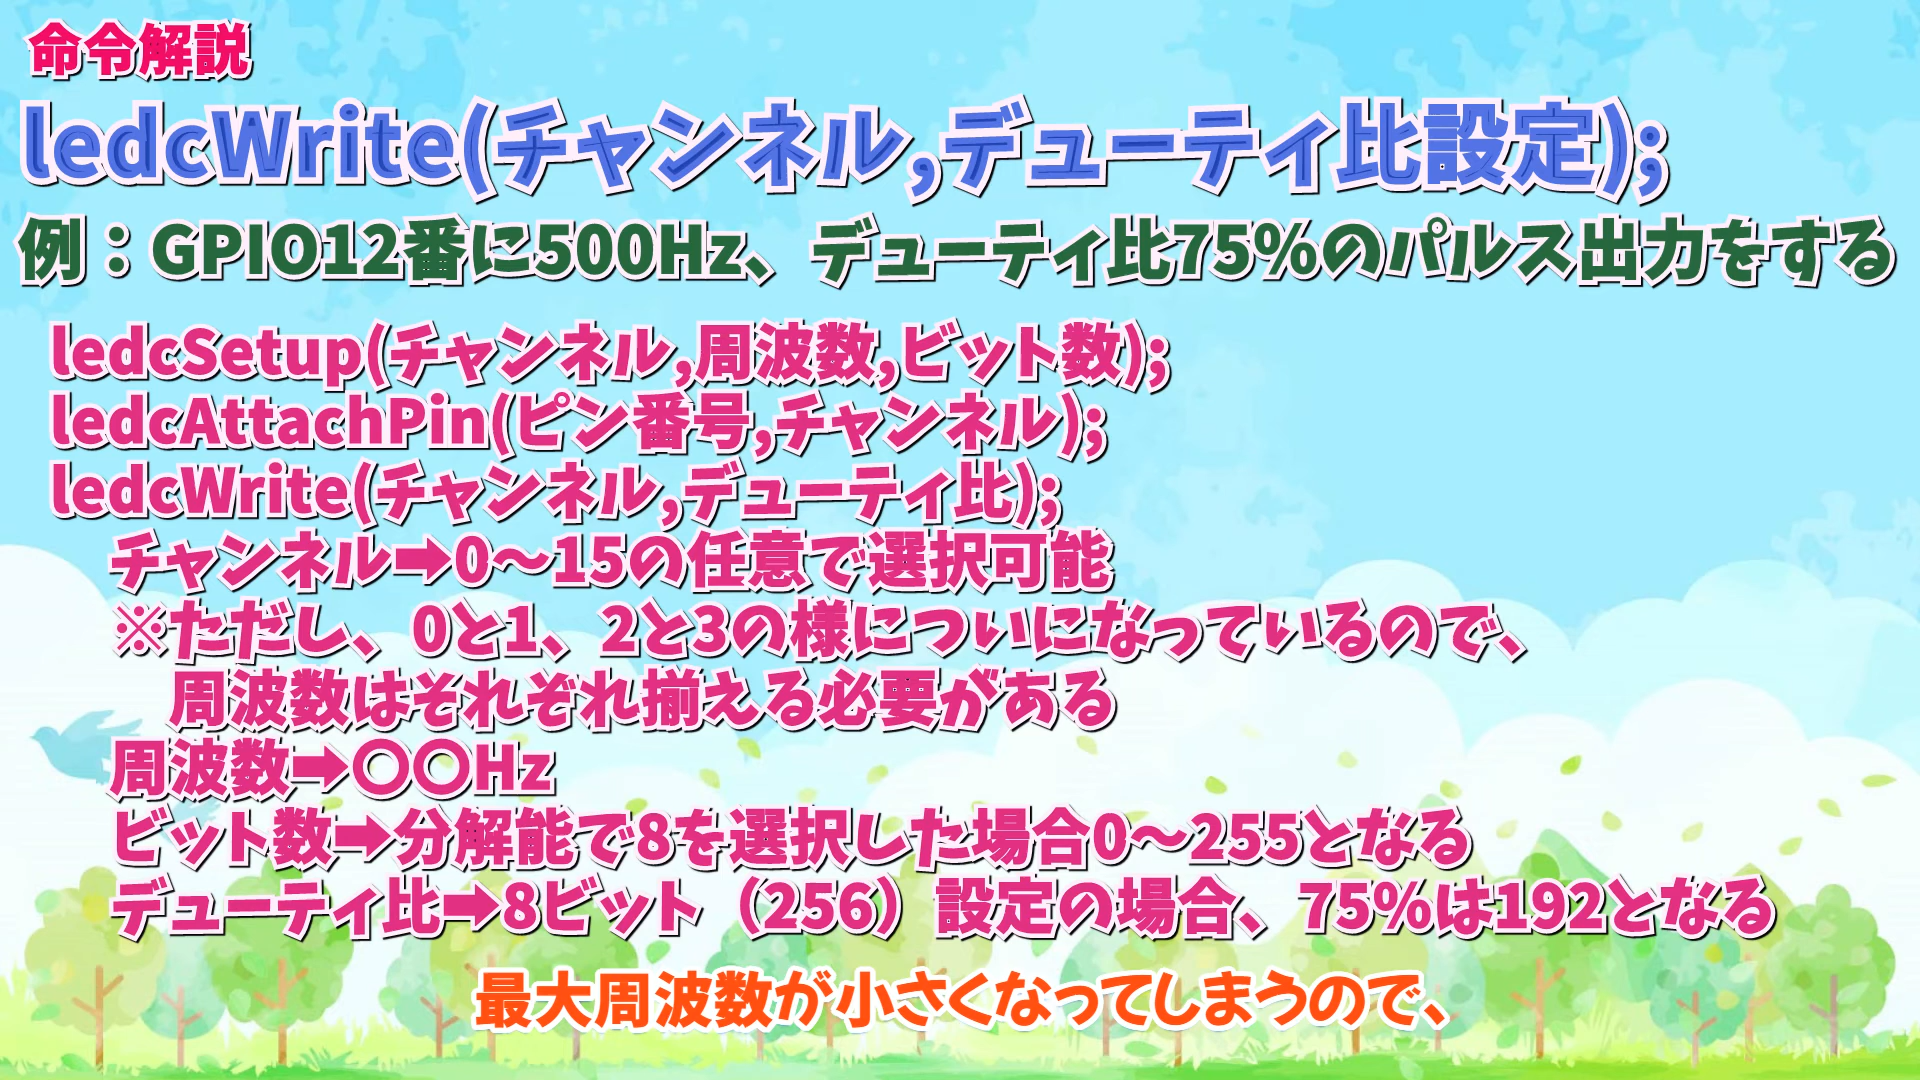 命令解説
ledcWrite(チャンネル,デューティ比設定);
例：GPIO12番に500Hz、デューティ比75%のパルス出力をする
ledcSetup(チャンネル,周波数,ビット数);
ledcAttachPin(ピン番号,チャンネル);
ledcWrite(チャンネル,デューティ比);
チャンネル➡0～15の任意で選択可能
※ただし、0と1、2と3の様についになっているので、
周波数はそれぞれ揃える必要がある
周波数➡〇〇Hz
ビット数➡分解能で8を選択した場合0～255となる
デューティ比➡8ビット（256）設定の場合、75%は192となる
最大周波数が小さくなってしまうので、